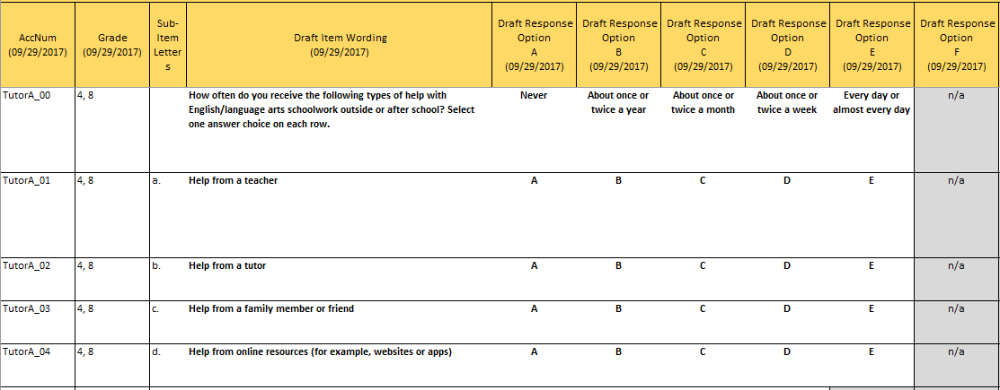 AccNum
(09/29/2017)
Grade
(09/29/2017)
Sub-
Item
Letter
s
Draft Item Wording
(09/29/2017)
Draft Response
Option
A
(09/29/2017)
Draft Response
Option
B
(09/29/2017)
Draft Response
Option
C
(09/29/2017)
Draft Response
Option
D
(09/29/2017)
Draft Response
Option
E
(09/29/2017)
Draft Response
Option
F
(09/29/2017)
TutorA_00
4, 8
How often do you receive the following types of help with
English/language arts schoolwork outside or after school? Select
one answer choice on each row.
Never
About once or
twice a year
About once or
twice a month
About once or
twice a week
Every day or
almost every day
n/a
TutorA_01 4, 8 a. Help from a teacher A B C D E n/a
TutorA_02 4, 8 b. Help from a tutor A B C D E n/a
TutorA_03 4, 8 c. Help from a family member or friend A B C D E n/a
TutorA_04 4, 8 d. Help from online resources (for example, websites or apps) A B C D E n/a